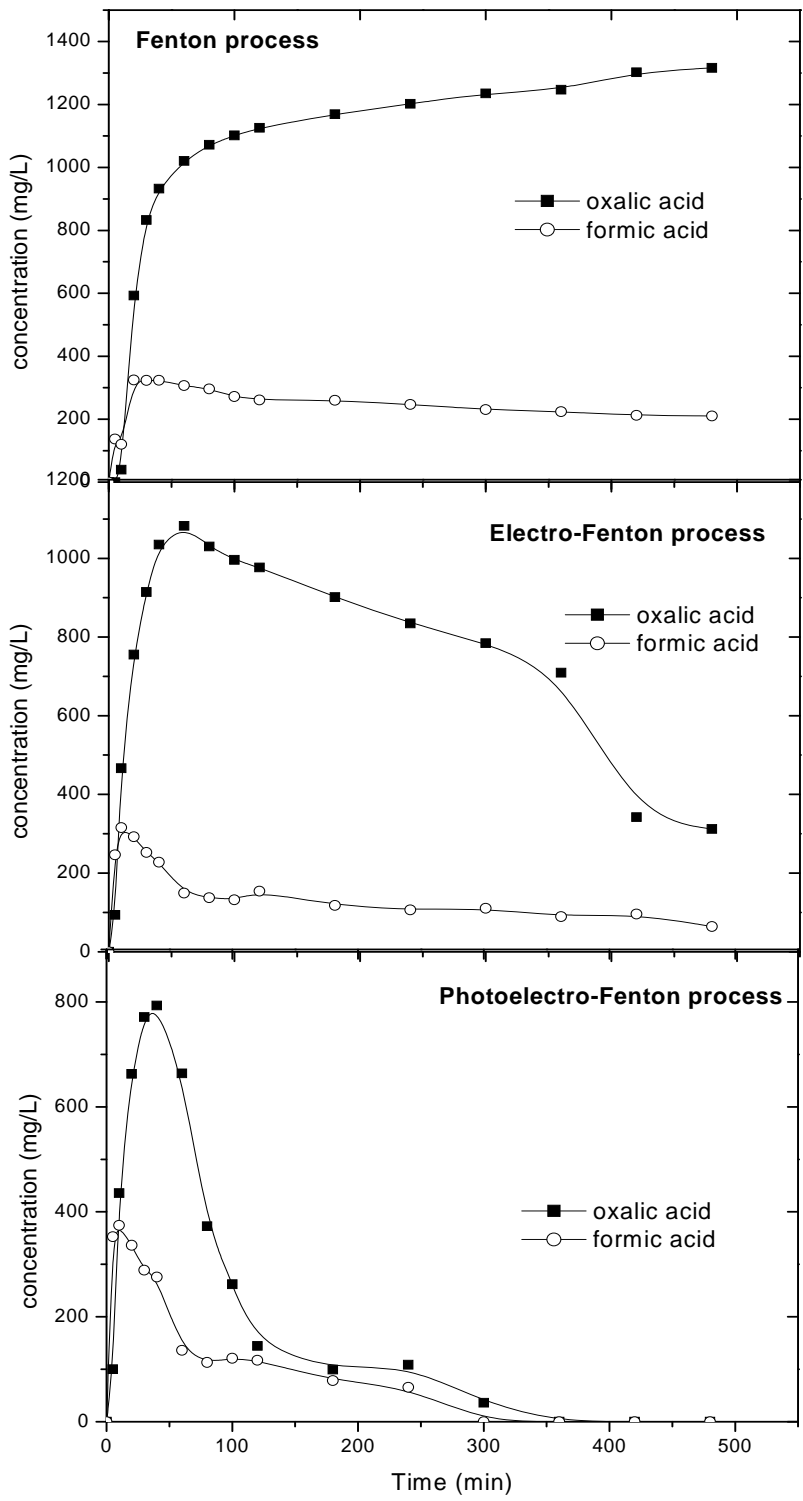 Fenton process
1400
1200
1000
800
600
400
200
0
concentration (mg/L)
oxalic acid
formic acid
Electro-Fenton process
1200
1000
800
600
400
200
0
concentration (mg/L)
oxalic acid
formic acid
Photoelectro-Fenton process
800
600
400
200
0
concentration (mg/L)
oxalic acid
formic acid
0 100 200 300 400 500
Time (min)